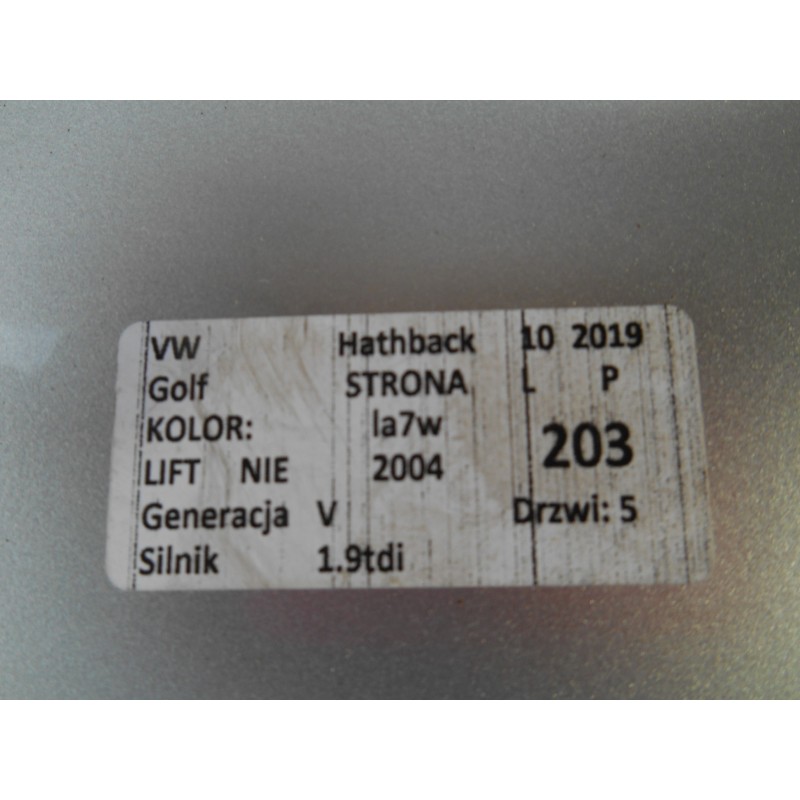 VW Hathback 10 2019
Golf STRONA L P
KOLOR: la7w 203
LIFT NIE 2004
Generacja V Drzwi: 5
Silnik 1.9tdi